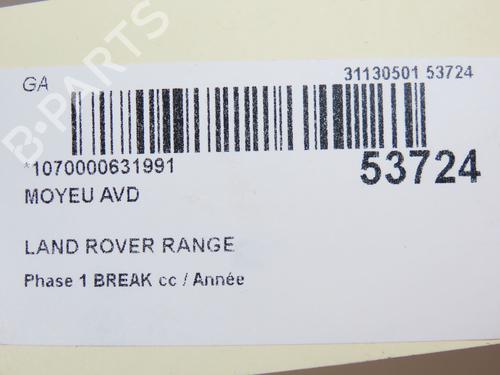 GA
31130501 53724
*1070000631991
53724
MOYEU AVD
LAND ROVER RANGE
Phase 1 BREAK cc / Année
B-PARTS